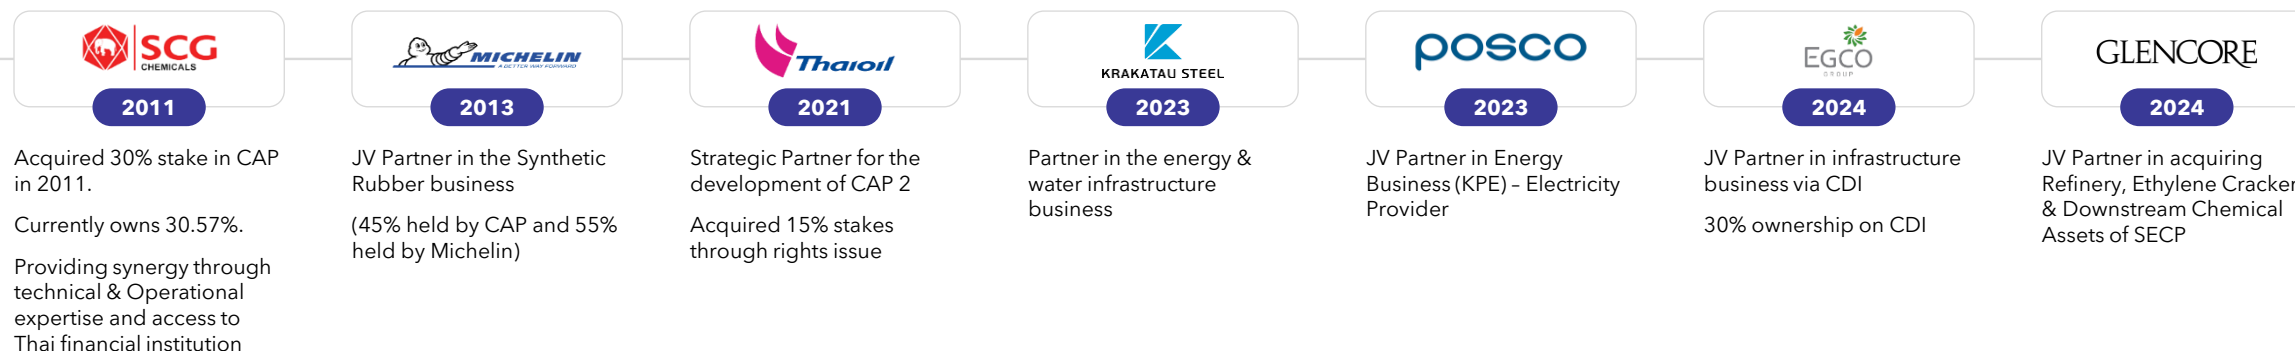 SCG
CHEMICALS
2011
Acquired 30% stake in CAP
in 2011.
Currently owns 30.57%.
Providing synergy through
technical & Operational
expertise and access to
Thai financial institution
MICHELIN
A BETTER WAY FORWARD
2013
JV Partner in the Synthetic
Rubber business
(45% held by CAP and 55%
held by Michelin)
Thaioil
2021
Strategic Partner for the
development of CAP 2
Acquired 15% stakes
through rights issue
KRAKATAU STEEL
2023
Partner in the energy &
water infrastructure
business
posco
2023
JV Partner in Energy
Business (KPE) – Electricity
Provider
EGCO
GROUP
2024
JV Partner in infrastructure
business via CDI
30% ownership on CDI
GLENCORE
2024
JV Partner in acquiring
Refinery, Ethylene Cracker
& Downstream Chemical
Assets of SECP